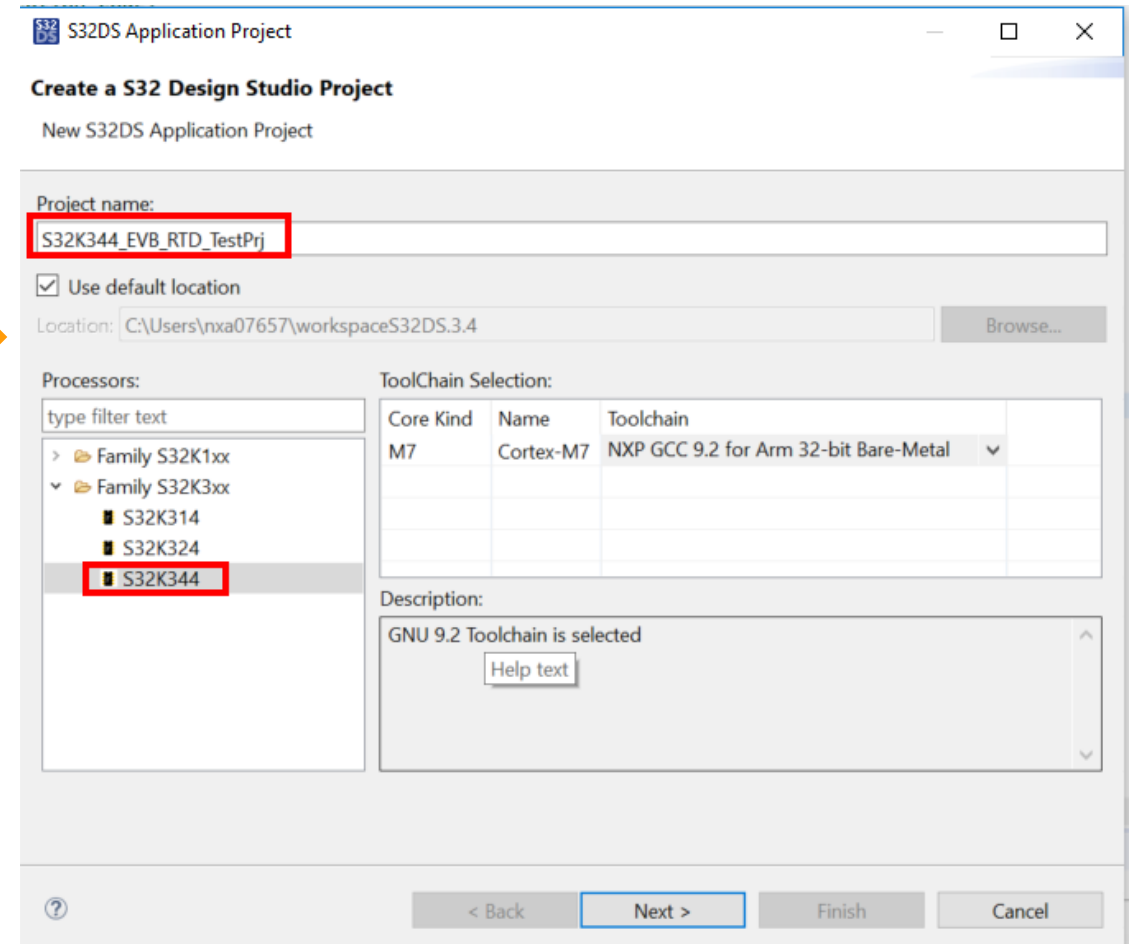 S32DS Application Project
Create a S32 Design Studio Project
New S32DS Application Project
Project name:
S32K344_EVB_RTD_TestPrj
Use default location
Location: C:\Users\nxa07657\workspaceS32DS.3.4 Browse...
Processors:
type filter text
Family S32K1xx
Family S32K3xx
S32K314
S32K324
S32K344
ToolChain Selection:
Core Kind Name Toolchain
M7 Cortex-M7 NXP GCC 9.2 for Arm 32-bit Bare-Metal
Description:
GNU 9.2 Toolchain is selected
Help text
? < Back Next > Finish Cancel